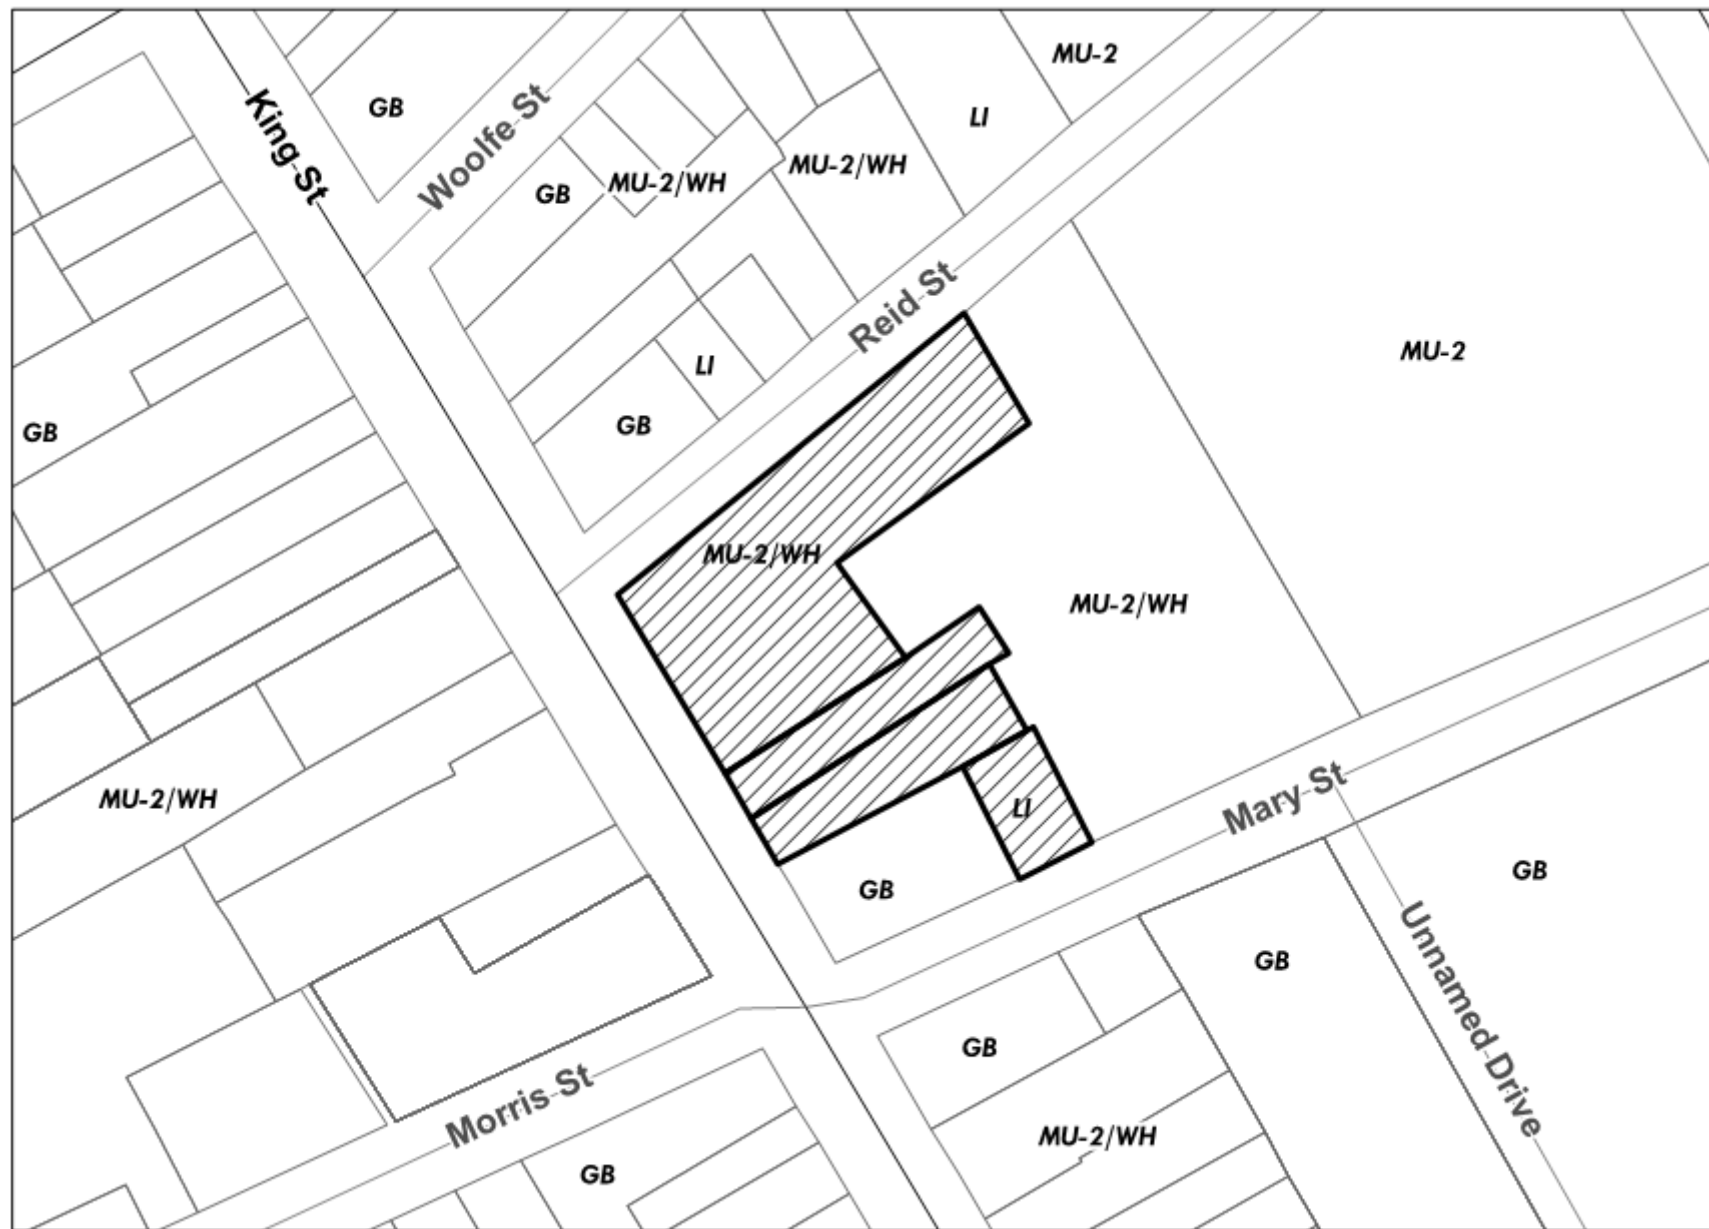 MU-2
King St
GB
Woolfe St
LI
GB
MU-2/WH
MU-2/WH
Reid St
MU-2
LI
GB
GB
MU-2/WH
MU-2/WH
MU-2/WH
Mary St
LI
GB
GB
GB
Unnamed Drive
GB
Morris St
MU-2/WH
GB